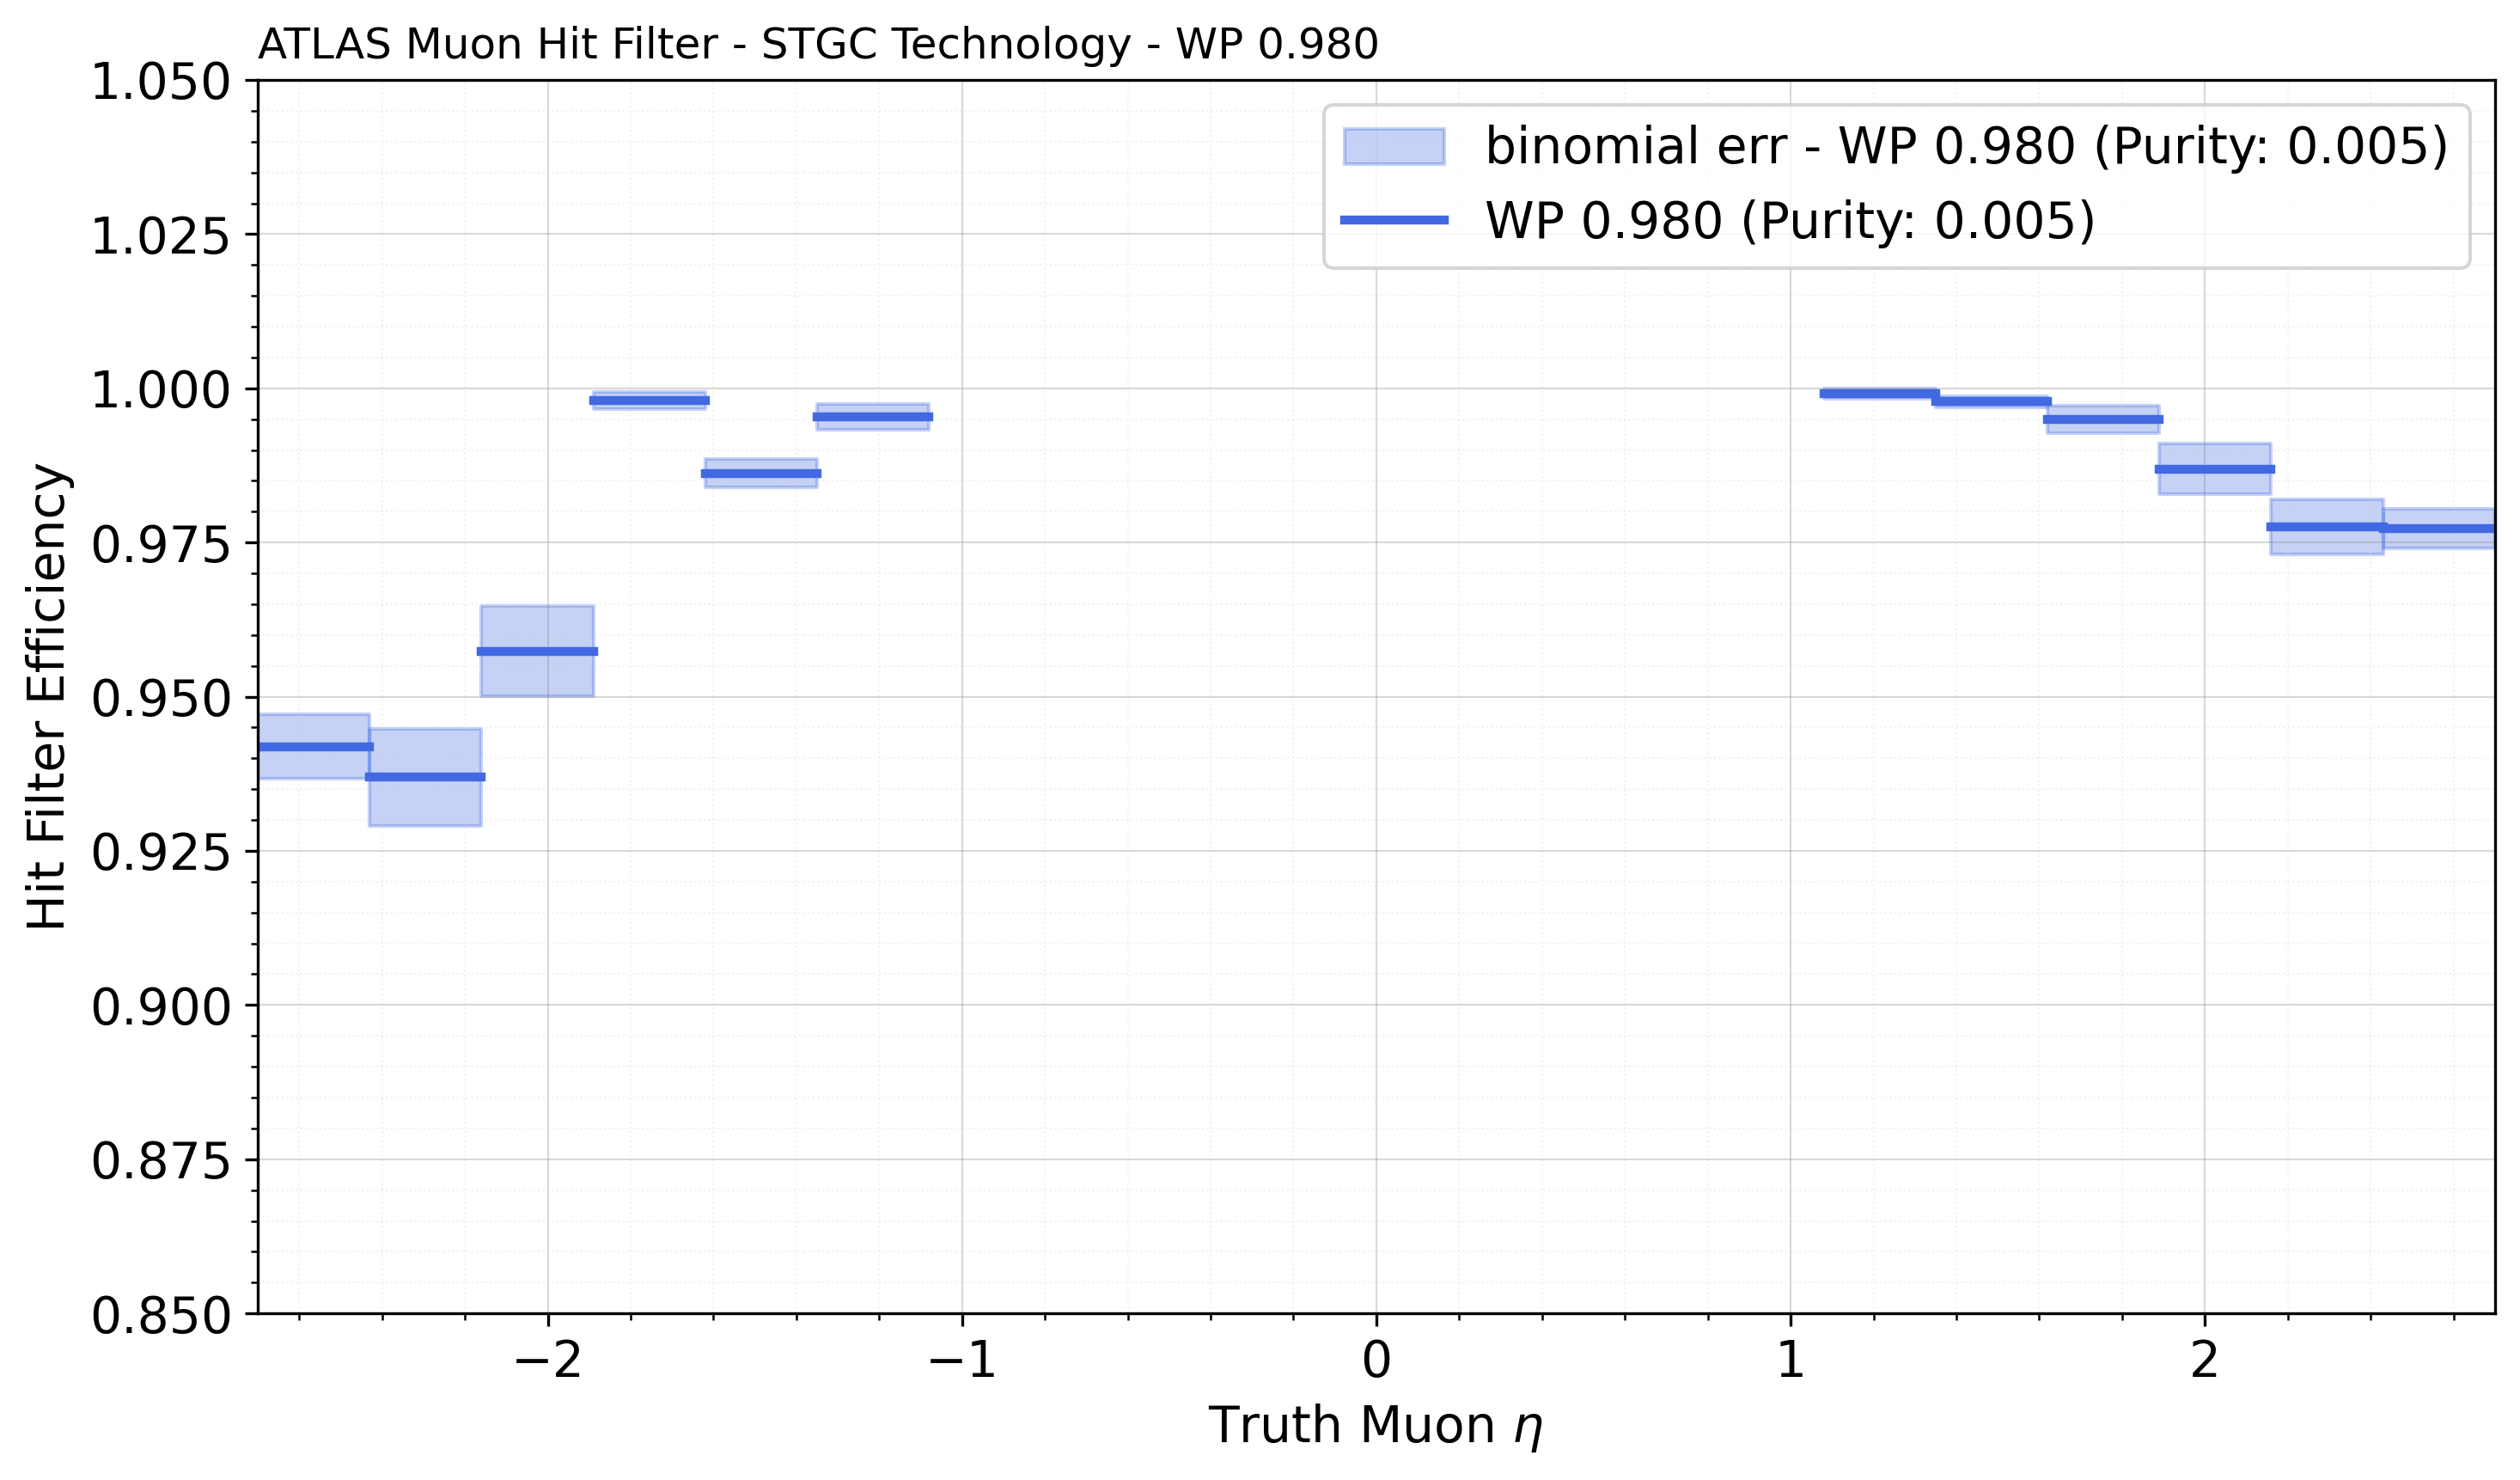 ATLAS Muon Hit Filter - STGC Technology - WP 0.980
binomial err - WP 0.980 (Purity: 0.005)
WP 0.980 (Purity: 0.005)
Hit Filter Efficiency
1.050
1.025
1.000
0.975
0.950
0.925
0.900
0.875
0.850
−2 −1 0 1 2
Truth Muon η